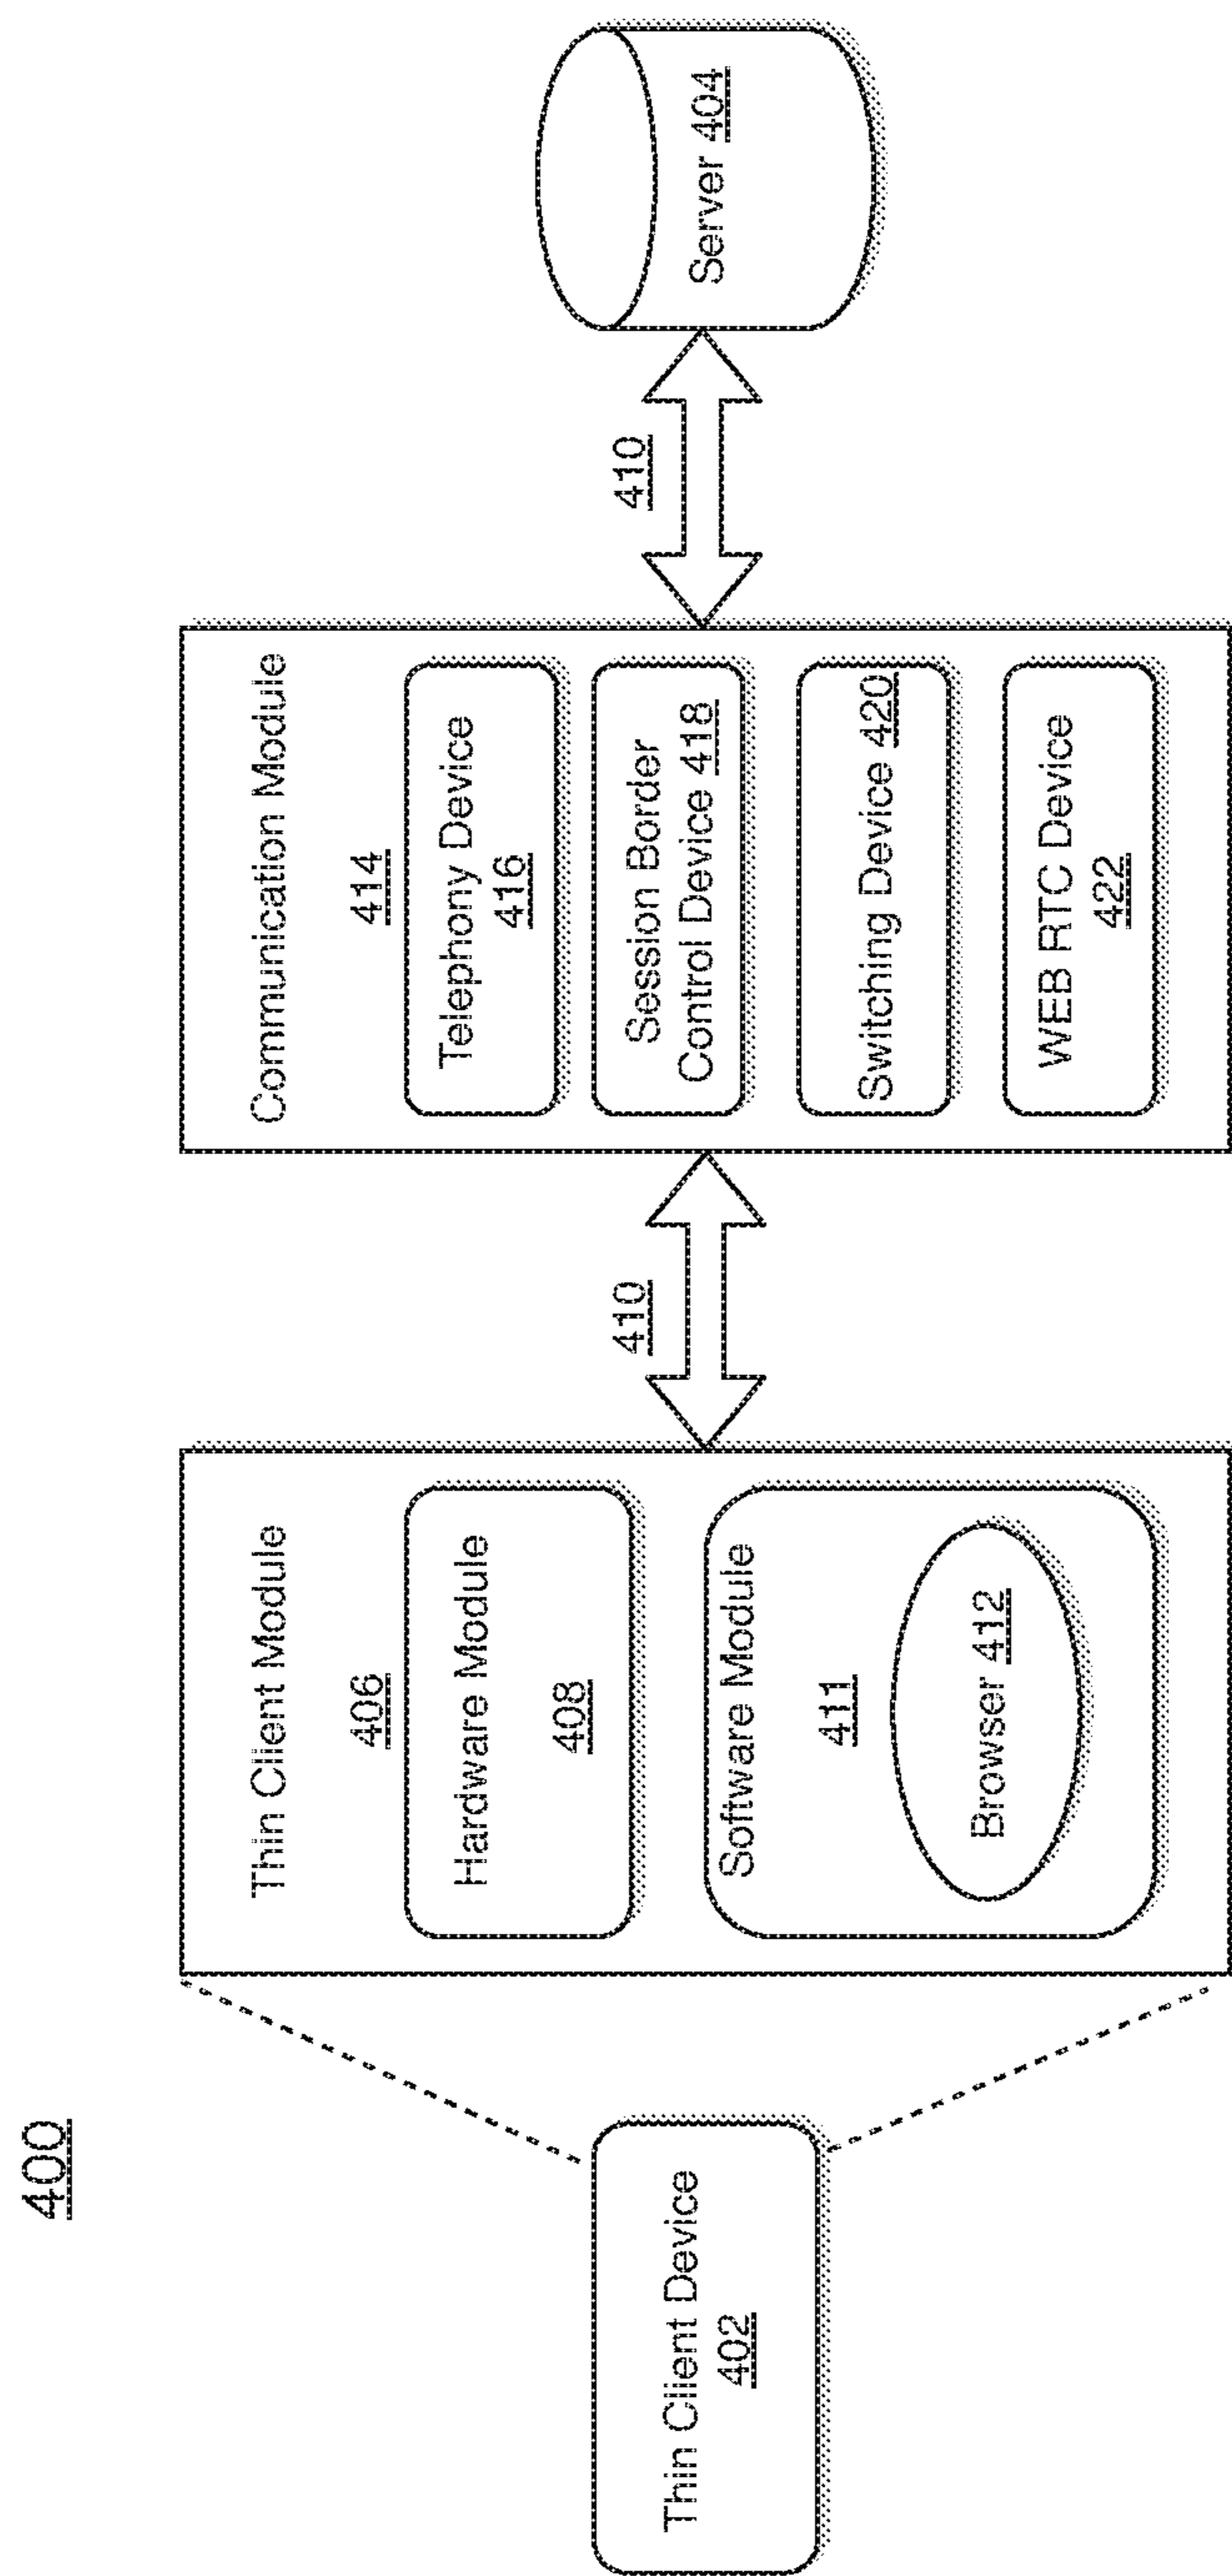 400
Thin Client Device
402
Thin Client Module
406
Hardware Module
408
Software Module
411
Browser 412
410
Communication Module
414
Telephony Device
416
Session Border
Control Device 418
Switching Device 420
WEB RTC Device
422
410
Server 404